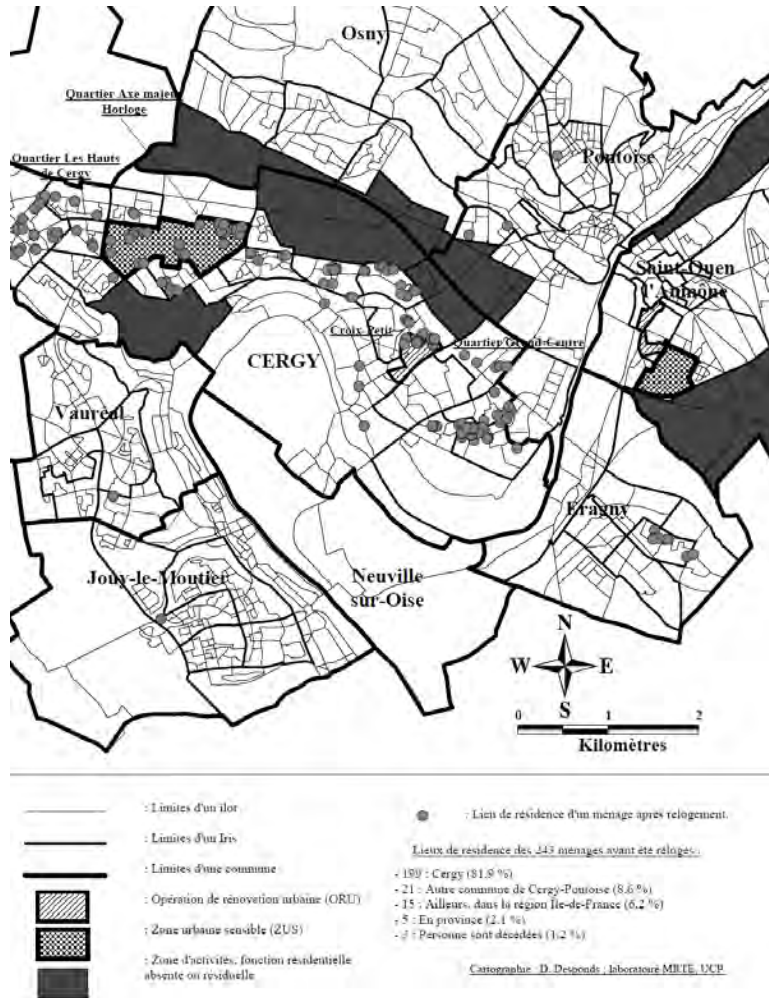 Osny
Quartier Axe majeur
Horloge
Quartier Les Hauts
de Cergy
Pontoise
Saint-Ouen
l'Aumône
Croix-Petit
Quartier Grand Centre
CERGY
Vauréal
Eragny
Jouy-le-Moutier
Neuville
sur-Oise
N
W E
S
0 1 2
Kilomètres
: Limites d'un ilot
: Limites d'un Iris
: Limites d'une commune
: Opération de rénovation urbaine (ORU)
: Zone urbaine sensible (ZUS)
: Zone d'activités, fonction résidentielle
absente ou résiduelle
: Lieu de résidence d'un ménage après relogement.
Lieux de résidence des 243 ménages ayant été relogés :
- 199 : Cergy (81.9 %)
- 21 : Autre commune de Cergy-Pontoise (8.6 %)
- 15 : Ailleurs, dans la région Ile-de-France (6.2 %)
- 5 : En province (2.1 %)
- 3 : Personne sont décédées (1.2 %)
Cartographie : D. Desponds ; laboratoire MRTE, UCP